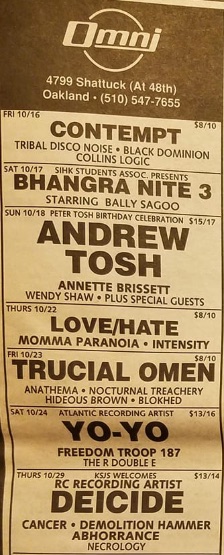 Omni
4799 Shattuck (At 48th)
Oakland • (510) 547-7655
FRI 10/16 $8/10
CONTEMPT
TRIBAL DISCO NOISE • BLACK DOMINION
COLLINS LOGIC
SAT 10/17 SIHK STUDENTS ASSOC. PRESENTS
BHANGRA NITE 3
STARRING BALLY SAGOO
SUN 10/18 PETER TOSH BIRTHDAY CELEBRATION $15/17
ANDREW
TOSH
ANNETTE BRISSETT
WENDY SHAW • PLUS SPECIAL GUESTS
THURS 10/22 $8/10
LOVE/HATE
MOMMA PARANOIA • INTENSITY
FRI 10/23 $8/10
TRUCIAL OMEN
ANATHEMA • NOCTURNAL TREACHERY
HIDEOUS BROWN • BLOKHED
SAT 10/24 ATLANTIC RECORDING ARTIST $13/16
YO-YO
FREEDOM TROOP 187
THE R DOUBLE E
THURS 10/29 KSJS WELCOMES $13/14
RC RECORDING ARTIST
DEICIDE
CANCER • DEMOLITION HAMMER
ABHORRANCE
NECROLOGY